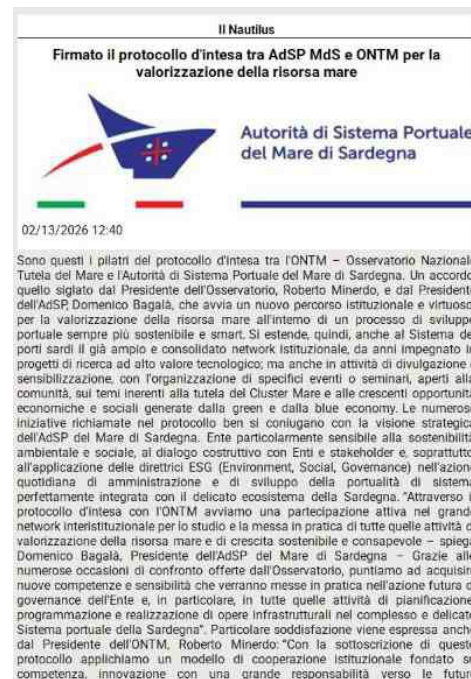 Il Nautilus
Firmato il protocollo d'intesa tra AdSP MdS e ONTM per la
valorizzazione della risorsa mare
Autorità di Sistema Portuale
del Mare di Sardegna
02/13/2026 12:40
Sono questi i pilatri del protocollo d'intesa tra l'ONTM – Osservatorio Nazionale
Tutela del Mare e l'Autorità di Sistema Portuale del Mare di Sardegna. Un accordo
quello siglato dal Presidente dell'Osservatorio, Roberto Minerdo, e dal Presidente
dell'AdSP, Domenico Bagalà, che avvia un nuovo percorso istituzionale e virtuoso
per la valorizzazione della risorsa mare all'interno di un processo di sviluppo
portuale sempre più sostenibile e smart. Si estende, quindi, anche al Sistema dei
porti sardi il già ampio e consolidato network istituzionale, da anni impegnato in
progetti di ricerca ad alto valore tecnologico; ma anche in attività di divulgazione e
sensibilizzazione, con l'organizzazione di specifici eventi o seminari, aperti alla
comunità, sui temi inerenti alla tutela del Cluster Mare e alle crescenti opportunità
economiche e sociali generate dalla green e dalla blue economy. Le numerose
iniziative richiamate nel protocollo ben si coniugano con la visione strategica
dell'AdSP del Mare di Sardegna. Ente particolarmente sensibile alla sostenibilità
ambientale e sociale, al dialogo costruttivo con Enti e stakeholder e, soprattutto
all'applicazione delle direttrici ESG (Environment, Social, Governance) nell'azione
quotidiana di amministrazione e di sviluppo della portualità di sistema
perfettamente integrata con il delicato ecosistema della Sardegna. "Attraverso il
protocollo d'intesa con l'ONTM avviamo una partecipazione attiva nel grande
network interistituzionale per lo studio e la messa in pratica di tutte quelle attività di
valorizzazione della risorsa mare e di crescita sostenibile e consapevole – spiega
Domenico Bagalà, Presidente dell'AdSP del Mare di Sardegna – Grazie alle
numerose occasioni di confronto offerte dall'Osservatorio, puntiamo ad acquisire
nuove competenze e sensibilità che verranno messe in pratica nell'azione futura di
governance dell'Ente e, in particolare, in tutte quelle attività di pianificazione
programmazione e realizzazione di opere infrastrutturali nel complesso e delicato
Sistema portuale della Sardegna". Particolare soddisfazione viene espressa anche
dal Presidente dell'ONTM, Roberto Minerdo: "Con la sottoscrizione di questo
protocollo applichiamo un modello di cooperazione istituzionale fondato su
competenza, innovazione con una grande responsabilità verso le future